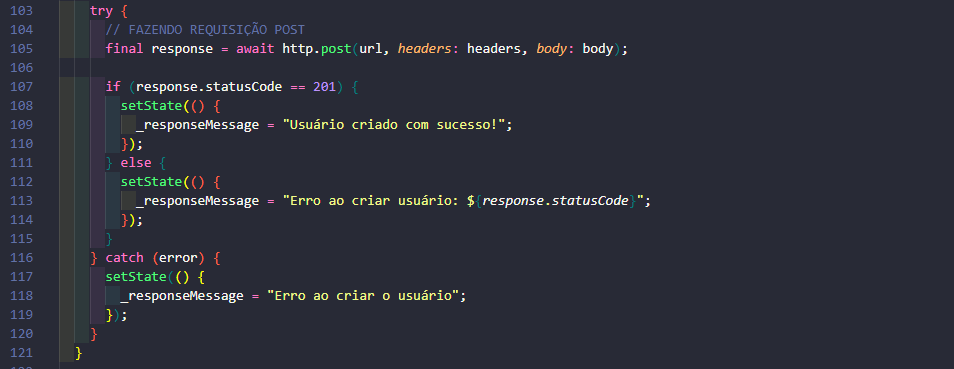 103 try {
104 // FAZENDO REQUISIÇÃO POST
105 final response = await http.post(url, headers: headers, body: body);
106
107 if (response.statusCode == 201) {
108 setState(() {
109 _responseMessage = "Usuário criado com sucesso!";
110 });
111 } else {
112 setState(() {
113 _responseMessage = "Erro ao criar usuário: ${response.statusCode}";
114 });
115 }
116 } catch (error) {
117 setState(() {
118 _responseMessage = "Erro ao criar o usuário";
119 });
120 }
121 }